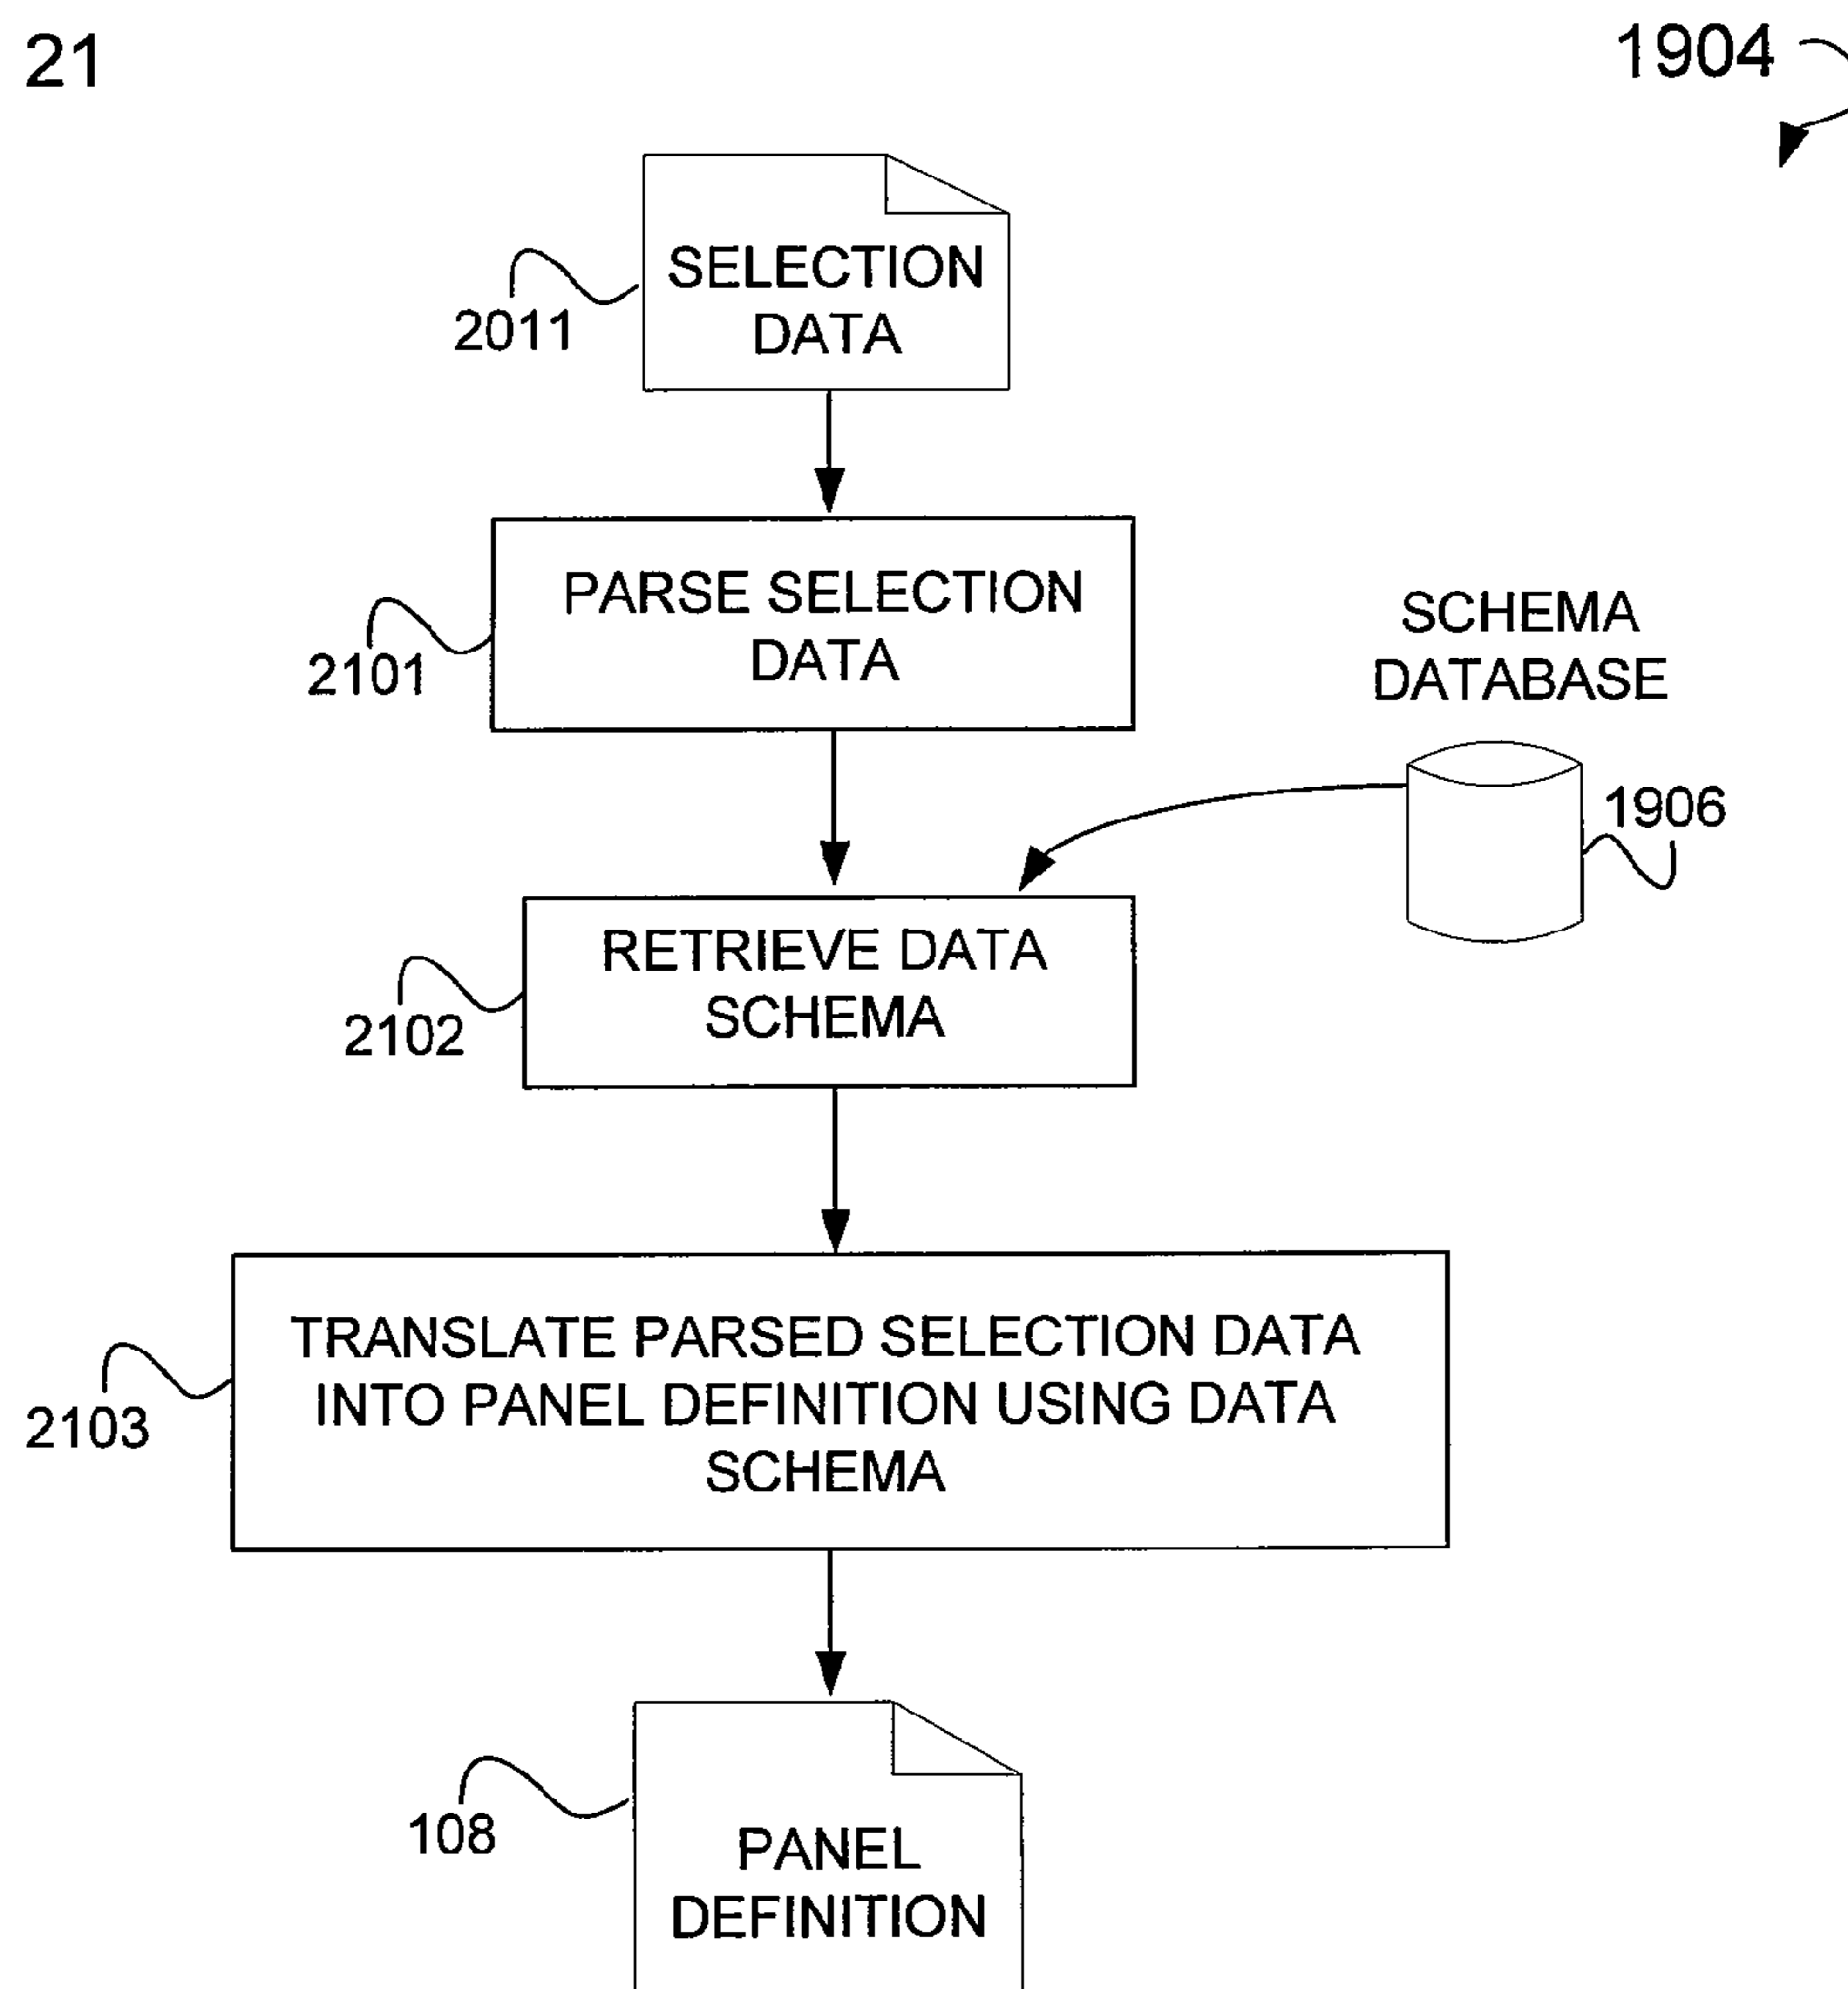 21
1904
SELECTION
DATA
2011
PARSE SELECTION
DATA
2101
SCHEMA
DATABASE
1906
RETRIEVE DATA
SCHEMA
2102
TRANSLATE PARSED SELECTION DATA
INTO PANEL DEFINITION USING DATA
SCHEMA
2103
108
PANEL
DEFINITION